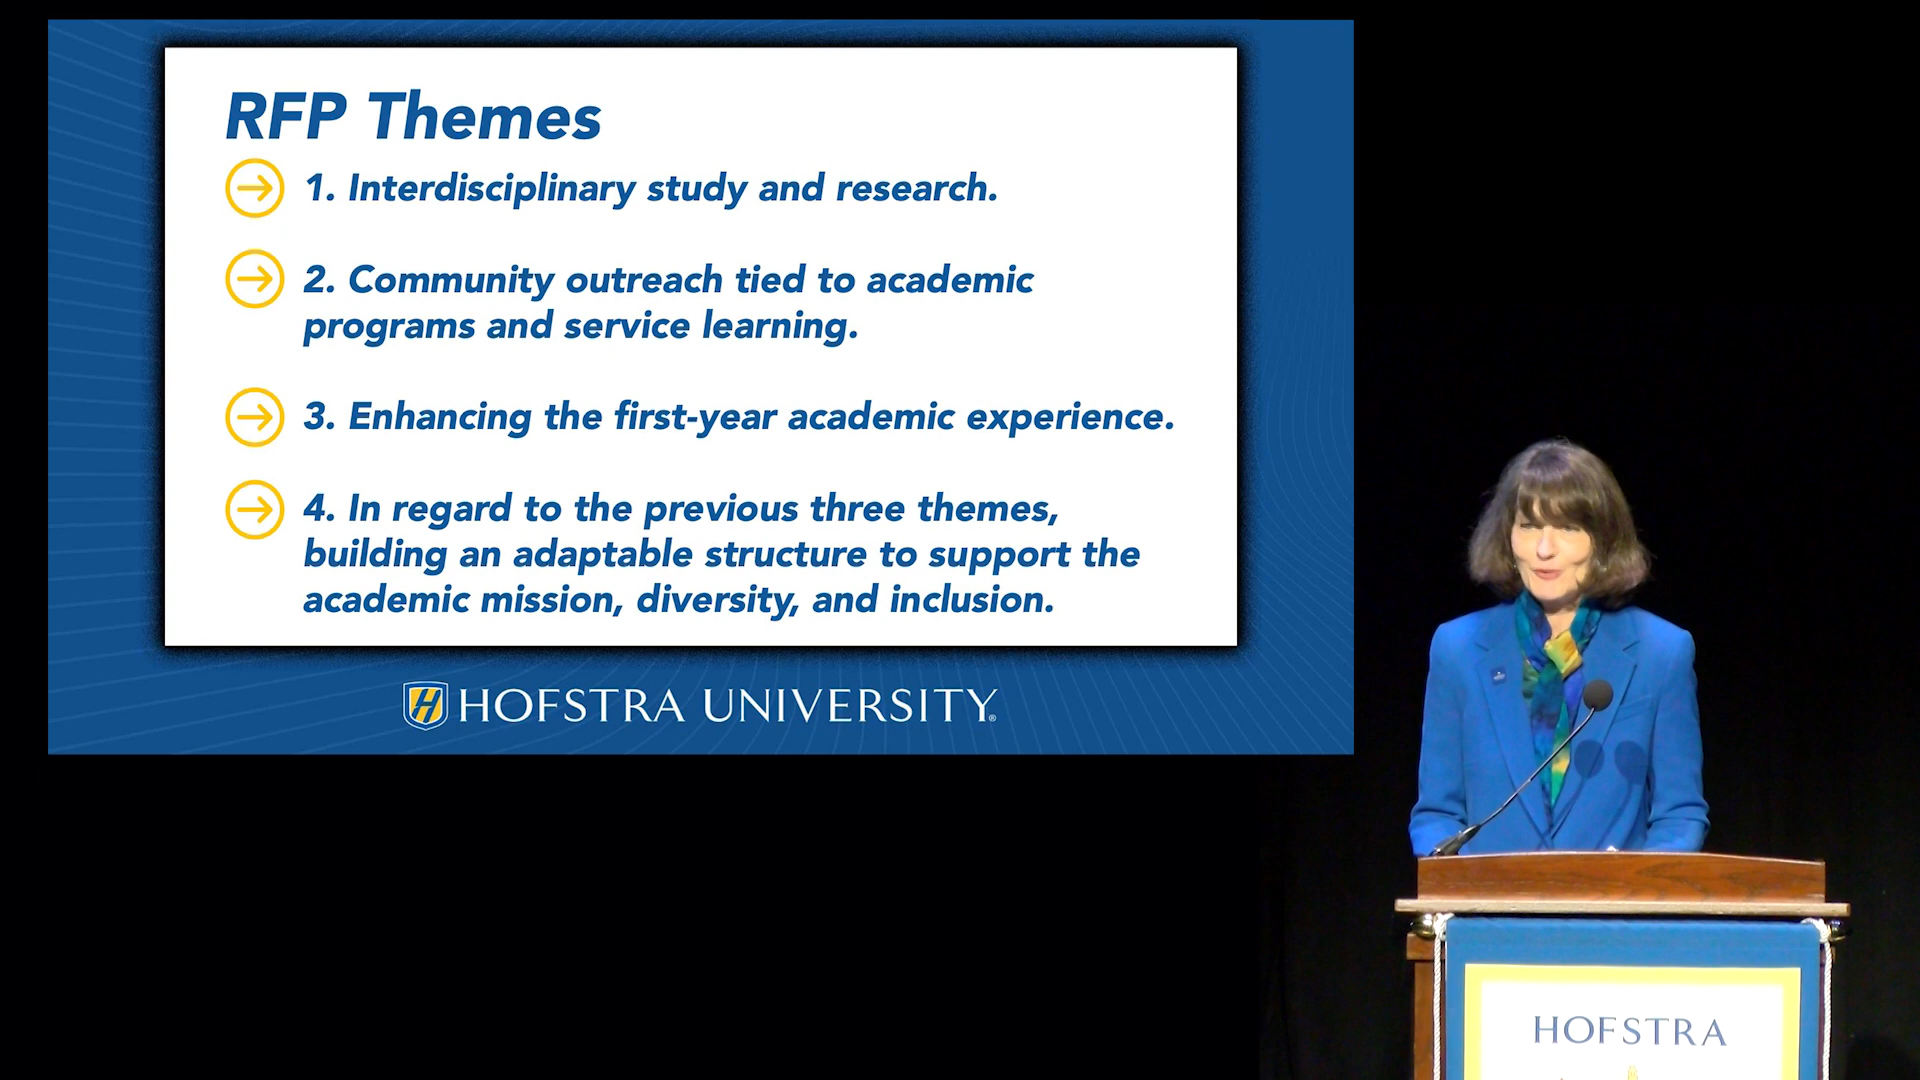 RFP Themes
1. Interdisciplinary study and research.
2. Community outreach tied to academic
programs and service learning.
3. Enhancing the first-year academic experience.
4. In regard to the previous three themes,
building an adaptable structure to support the
academic mission, diversity, and inclusion.
H HOFSTRA UNIVERSITY®
HOFSTRA